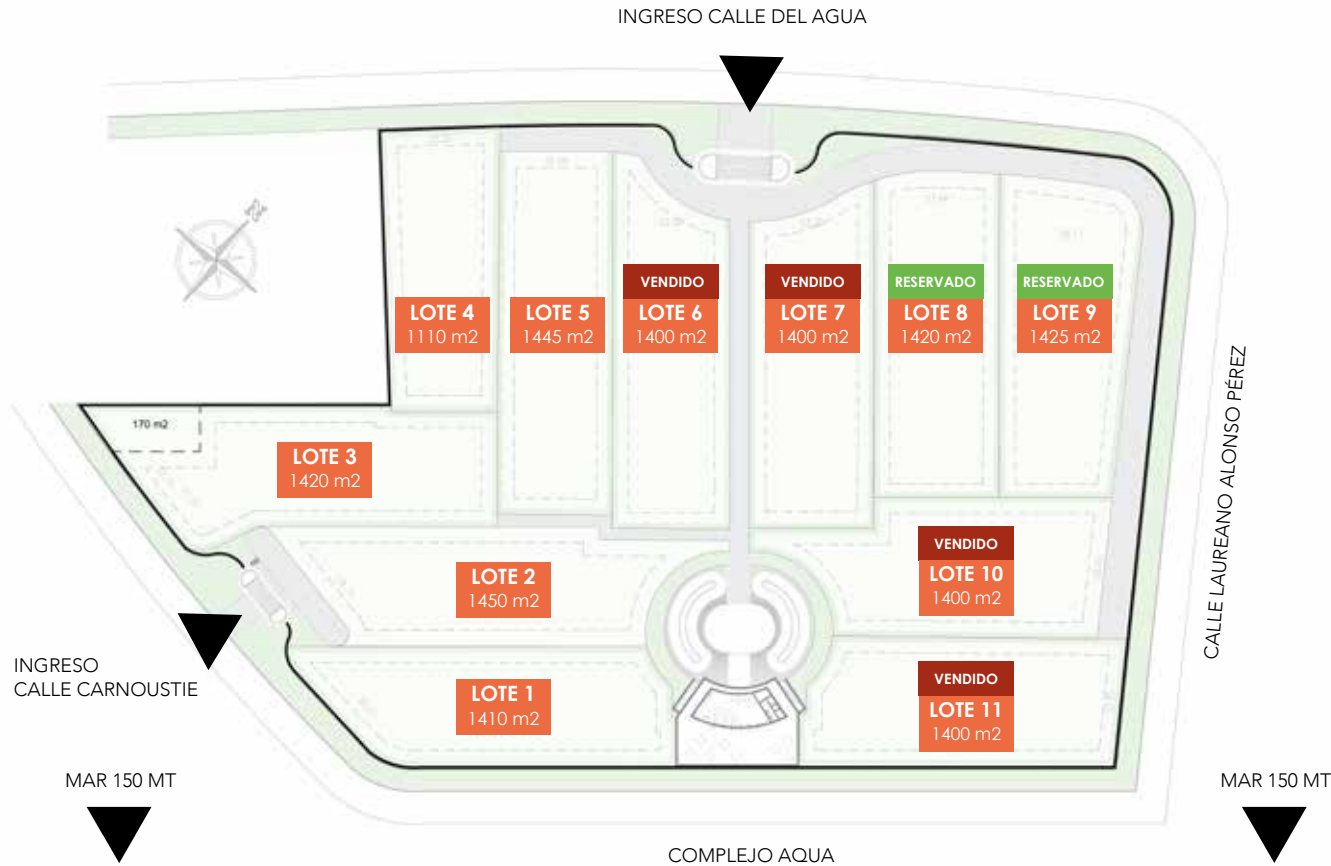 INGRESO CALLE DEL AGUA
VENDIDO
LOTE 6
1400 m2
VENDIDO
LOTE 7
1400 m2
RESERVADO
LOTE 8
1420 m2
RESERVADO
LOTE 9
1425 m2
LOTE 4
1110 m2
LOTE 5
1445 m2
170 m2
LOTE 3
1420 m2
CALLE LAUREANO ALONSO PÉREZ
VENDIDO
LOTE 10
1400 m2
LOTE 2
1450 m2
INGRESO
CALLE CARNOUSTIE
LOTE 1
1410 m2
VENDIDO
LOTE 11
1400 m2
MAR 150 MT
MAR 150 MT
COMPLEJO AQUA